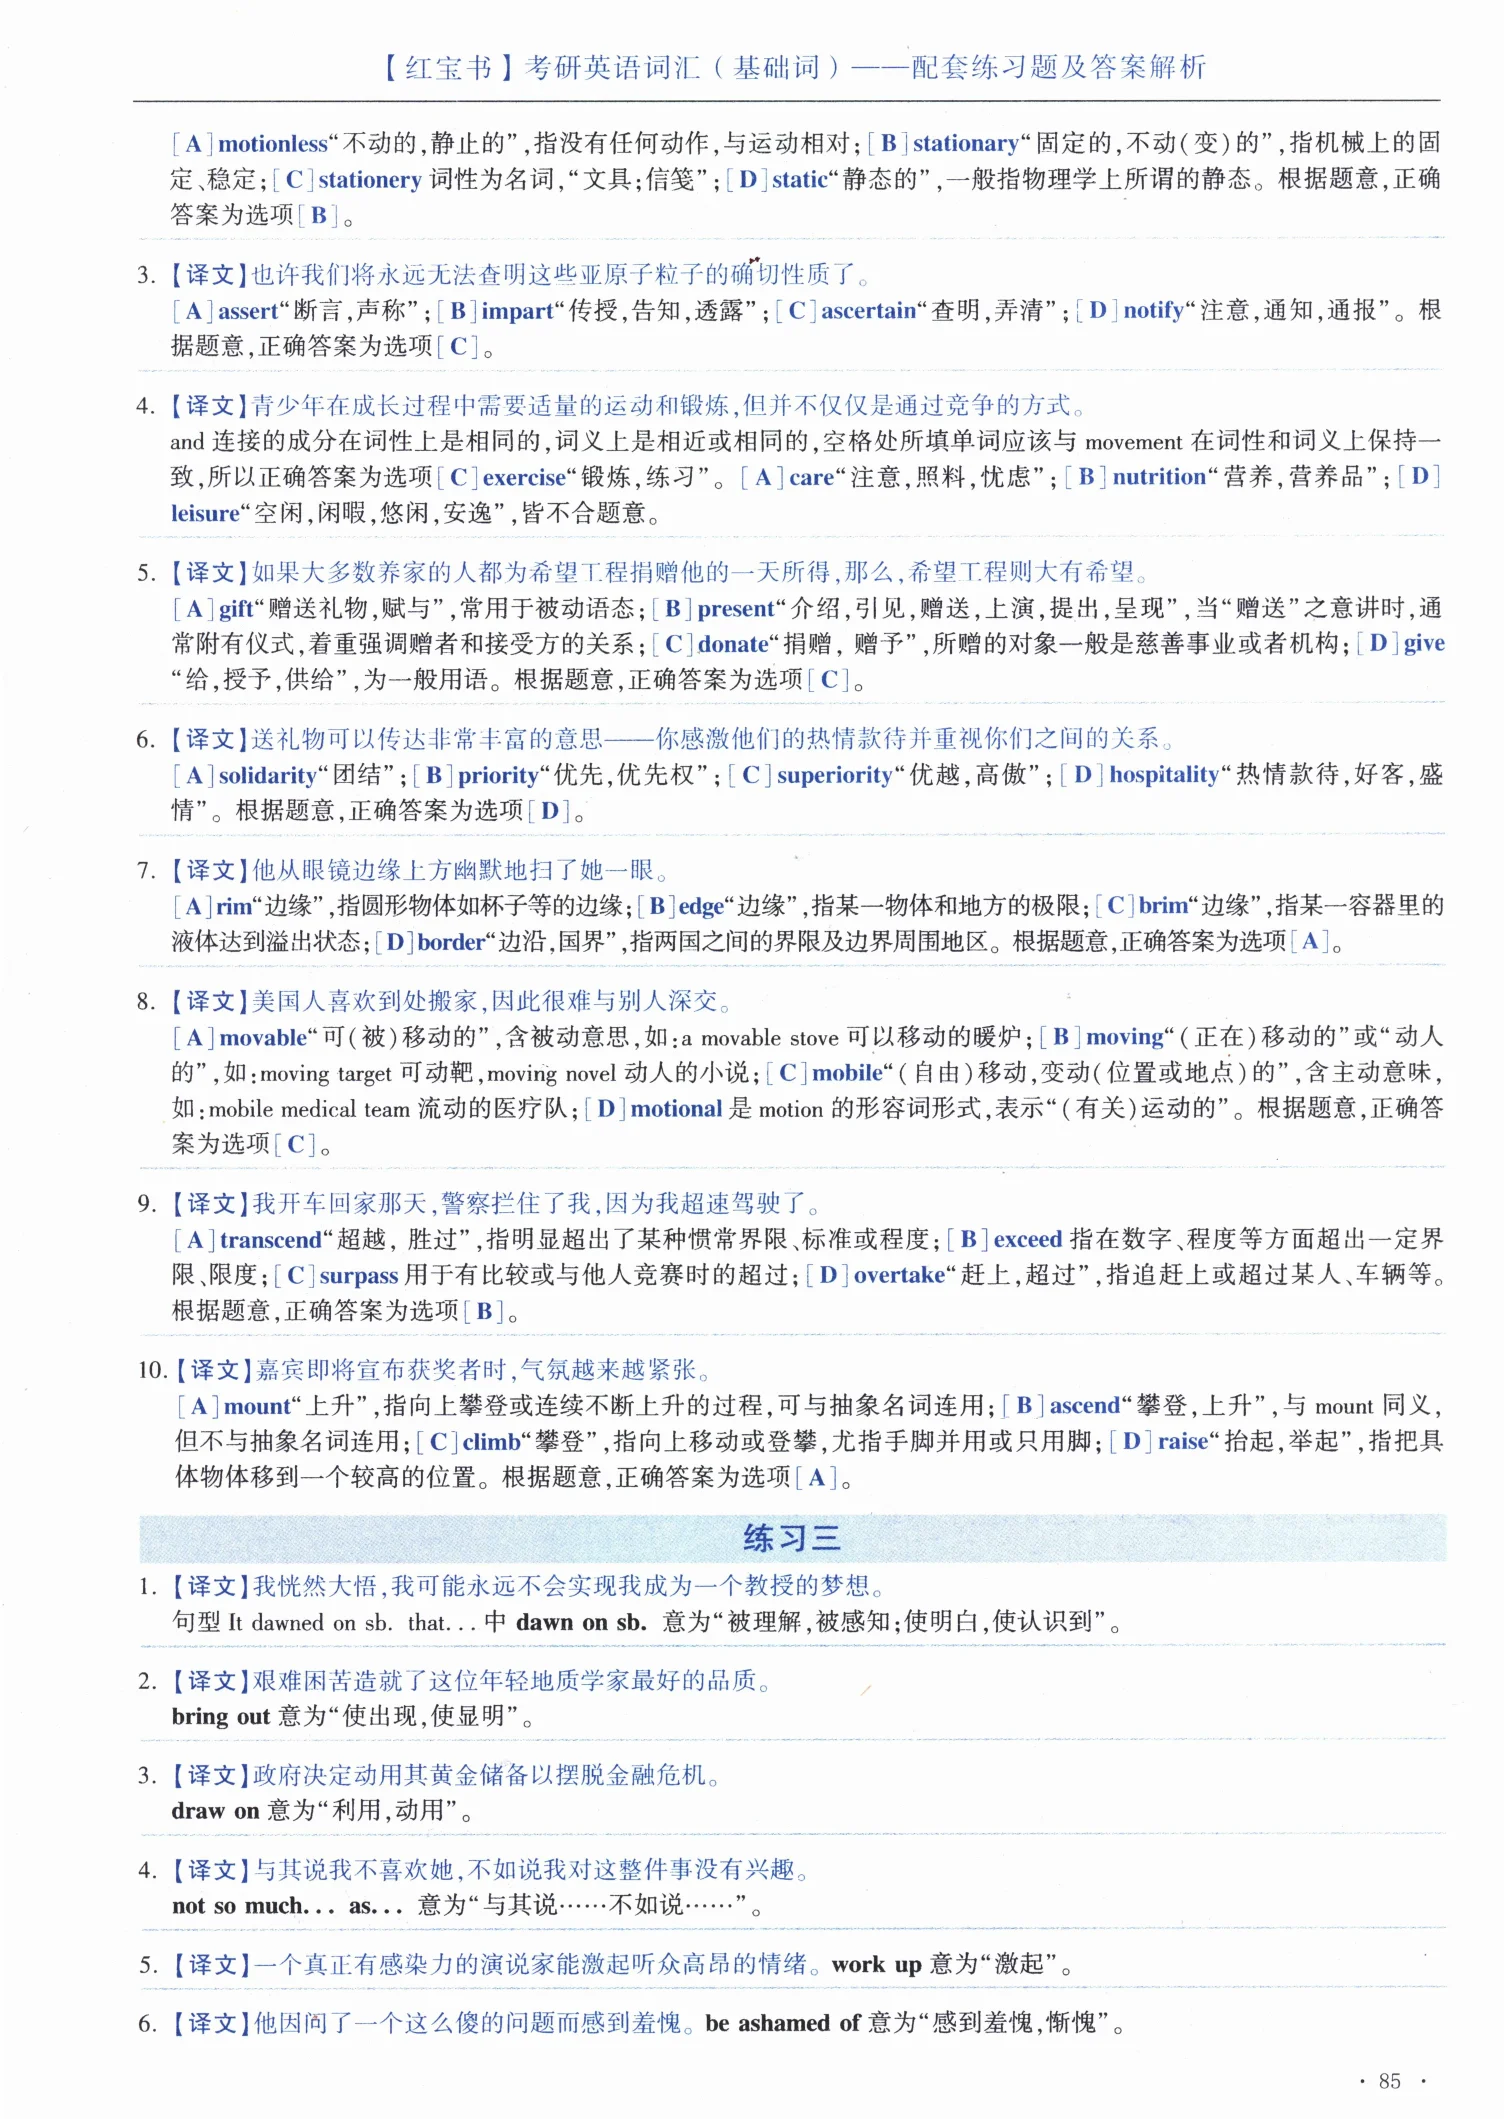 【红宝书】考研英语词汇(基础词)——配套练习题及答案解析
[A]motionless“不动的,静止的”,指没有任何动作,与运动相对;[B]stationary“固定的,不动(变)的”,指机械上的固
定、稳定;[C]stationery 词性为名词,“文具;信笺”;[D]static“静态的”,一般指物理学上所谓的静态。根据题意,正确
答案为选项[B]。
3. 【译文】也许我们将永远无法查明这些亚原子粒子的确切性质了。
[A]assert“断言,声称”;[B]impart“传授,告知,透露”;[C]ascertain“查明,弄清”;[D]notify“注意,通知,通报”。根
据题意,正确答案为选项[C]。
4. 【译文】青少年在成长过程中需要适量的运动和锻炼,但并不仅仅是通过竞争的方式。
and 连接的成分在词性上是相同的,词义上是相近或相同的,空格处所填单词应该与 movement 在词性和词义上保持一
致,所以正确答案为选项[C]exercise“锻炼,练习”。[A]care“注意,照料,忧虑”;[B]nutrition“营养,营养品”;[D]
leisure“空闲,闲暇,悠闲,安逸”,皆不合题意。
5. 【译文】如果大多数养家的人都为希望工程捐赠他的一天所得,那么,希望工程则大有希望。
[A]gift“赠送礼物,赋与”,常用于被动语态;[B]present“介绍,引见,赠送,上演,提出,呈现”,当“赠送”之意讲时,通
常附有仪式,着重强调赠者和接受方的关系;[C]donate“捐赠, 赠予”,所赠的对象一般是慈善事业或者机构;[D]give
“给,授予,供给”,为一般用语。根据题意,正确答案为选项[C]。
6. 【译文】送礼物可以传达非常丰富的意思——你感激他们的热情款待并重视你们之间的关系。
[A]solidarity“团结”;[B]priority“优先,优先权”;[C]superiority“优越,高傲”;[D]hospitality“热情款待,好客,盛
情”。根据题意,正确答案为选项[D]。
7. 【译文】他从眼镜边缘上方幽默地扫了她一眼。
[A]rim“边缘”,指圆形物体如杯子等的边缘;[B]edge“边缘”,指某一物体和地方的极限;[C]brim“边缘”,指某一容器里的
液体达到溢出状态;[D]border“边沿,国界”,指两国之间的界限及边界周围地区。根据题意,正确答案为选项[A]。
8. 【译文】美国人喜欢到处搬家,因此很难与别人深交。
[A]movable“可(被)移动的”,含被动意思,如:a movable stove 可以移动的暖炉;[B]moving“(正在)移动的”或“动人
的”,如:moving target 可动靶,moving novel 动人的小说;[C]mobile“(自由)移动,变动(位置或地点)的”,含主动意味,
如:mobile medical team 流动的医疗队;[D]motional 是 motion 的形容词形式,表示“(有关)运动的”。根据题意,正确答
案为选项[C]。
9. 【译文】我开车回家那天,警察拦住了我,因为我超速驾驶了。
[A]transcend“超越, 胜过”,指明显超出了某种惯常界限、标准或程度;[B]exceed 指在数字、程度等方面超出一定界
限、限度;[C]surpass 用于有比较或与他人竞赛时的超过;[D]overtake“赶上,超过”,指追赶上或超过某人、车辆等。
根据题意,正确答案为选项[B]。
10. 【译文】嘉宾即将宣布获奖者时,气氛越来越紧张。
[A]mount“上升”,指向上攀登或连续不断上升的过程,可与抽象名词连用;[B]ascend“攀登,上升”,与 mount 同义,
但不与抽象名词连用;[C]climb“攀登”,指向上移动或登攀,尤指手脚并用或只用脚;[D]raise“抬起,举起”,指把具
体物体移到一个较高的位置。根据题意,正确答案为选项[A]。
练习三
1. 【译文】我恍然大悟,我可能永远不会实现我成为一个教授的梦想。
句型 It dawned on sb. that...中 dawn on sb. 意为“被理解,被感知;使明白,使认识到”。
2. 【译文】艰难困苦造就了这位年轻地质学家最好的品质。
bring out 意为“使出现,使显明”。
3. 【译文】政府决定动用其黄金储备以摆脱金融危机。
draw on 意为“利用,动用”。
4. 【译文】与其说我不喜欢她,不如说我对这整件事没有兴趣。
not so much... as... 意为“与其说……不如说……”。
5. 【译文】一个真正有感染力的演说家能激起听众高昂的情绪。work up 意为“激起”。
6. 【译文】他因问了一个这么傻的问题而感到羞愧。be ashamed of 意为“感到羞愧,惭愧”。
· 85 ·